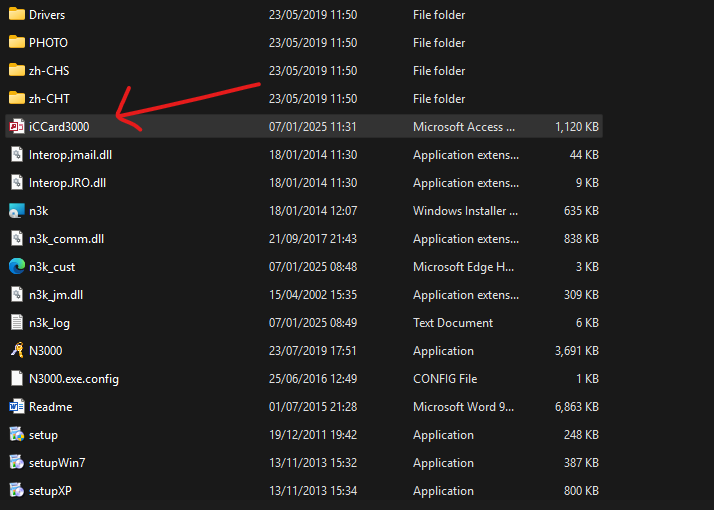 Drivers 23/05/2019 11:50 File folder
PHOTO 23/05/2019 11:50 File folder
zh-CHS 23/05/2019 11:50 File folder
zh-CHT 23/05/2019 11:50 File folder
iCCard3000 07/01/2025 11:31 Microsoft Access ... 1,120 KB
Interop.jmail.dll 18/01/2014 11:30 Application extens... 44 KB
Interop.JRO.dll 18/01/2014 11:30 Application extens... 9 KB
n3k 18/01/2014 12:07 Windows Installer ... 635 KB
n3k_comm.dll 21/09/2017 21:43 Application extens... 838 KB
n3k_cust 07/01/2025 08:48 Microsoft Edge H... 3 KB
n3k_jm.dll 15/04/2002 15:35 Application extens... 309 KB
n3k_log 07/01/2025 08:49 Text Document 6 KB
N3000 23/07/2019 17:51 Application 3,691 KB
N3000.exe.config 25/06/2016 12:49 CONFIG File 1 KB
Readme 01/07/2015 21:28 Microsoft Word 9... 6,863 KB
setup 19/12/2011 19:42 Application 248 KB
setupWin7 13/11/2013 15:32 Application 387 KB
setupXP 13/11/2013 15:34 Application 800 KB